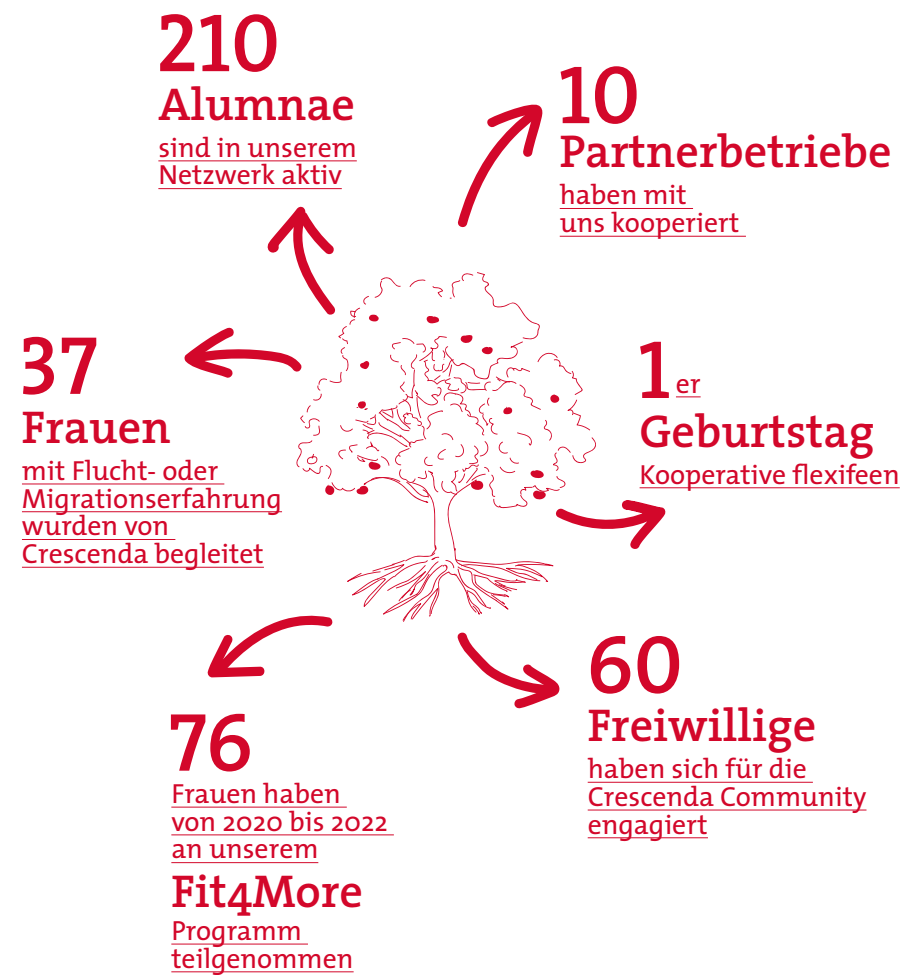 210
Alumnae
sind in unserem
Netzwerk aktiv
10
Partnerbetriebe
haben mit
uns kooperiert
37
Frauen
mit Flucht- oder
Migrationserfahrung
wurden von
Crescenda begleitet
1er
Geburtstag
Kooperative flexifeen
76
Frauen haben
von 2020 bis 2022
an unserem
Fit4More
Programm
teilgenommen
60
Freiwillige
haben sich für die
Crescenda Community
engagiert